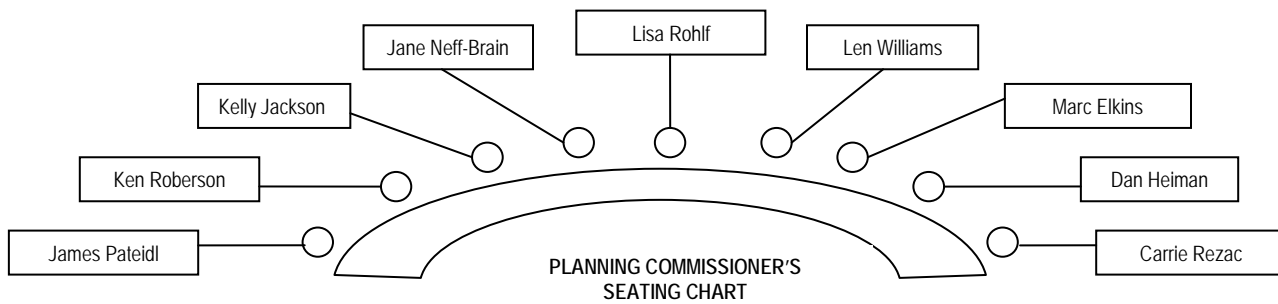 Lisa Rohlf
Jane Neff-Brain
Len Williams
Kelly Jackson
Marc Elkins
Ken Roberson
Dan Heiman
James Pateidl
Carrie Rezac
PLANNING COMMISSIONER'S
SEATING CHART